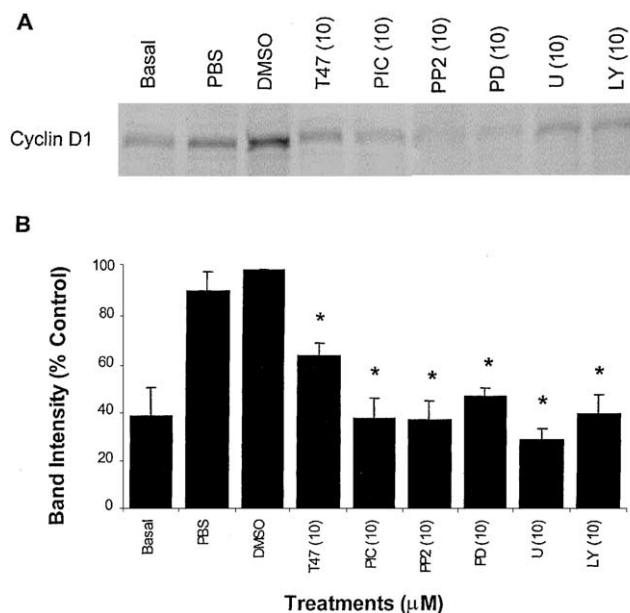 A
Basal
PBS
DMSO
T47 (10)
PIC (10)
PP2 (10)
PD (10)
U (10)
LY (10)
Cyclin D1
B
Band Intensity (% Control)
100
80
60
40
20
0
*
*
*
*
*
*
Basal
PBS
DMSO
T47 (10)
PIC (10)
PP2 (10)
PD (10)
U (10)
LY (10)
Treatments (μM)